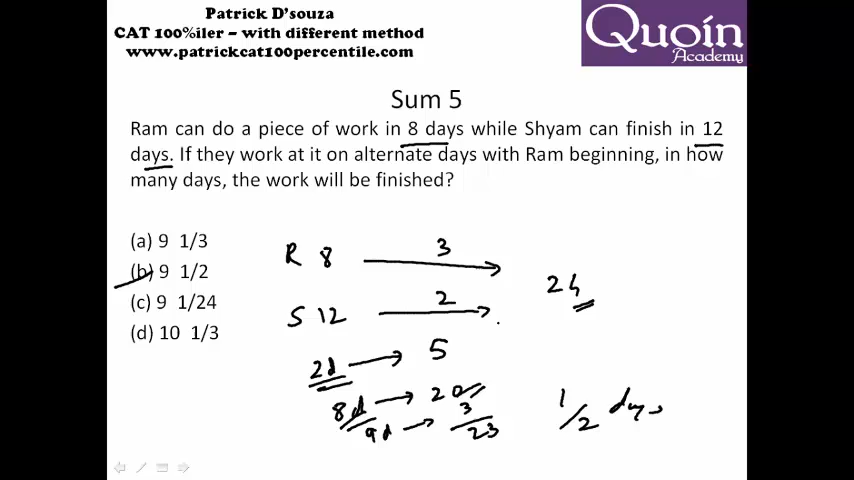 Patrick D'souza
CAT 100%iler – with different method
www.patrickcat100percentile.com
Quoin
Academy
Sum 5
Ram can do a piece of work in 8 days while Shyam can finish in 12
days. If they work at it on alternate days with Ram beginning, in how
many days, the work will be finished?
(a) 9 1/3
(b) 9 1/2
(c) 9 1/24
(d) 10 1/3
R 8 → 3
24
S 12 → 2
2d → 5
8d → 20
9d → 3/23
1/2 days